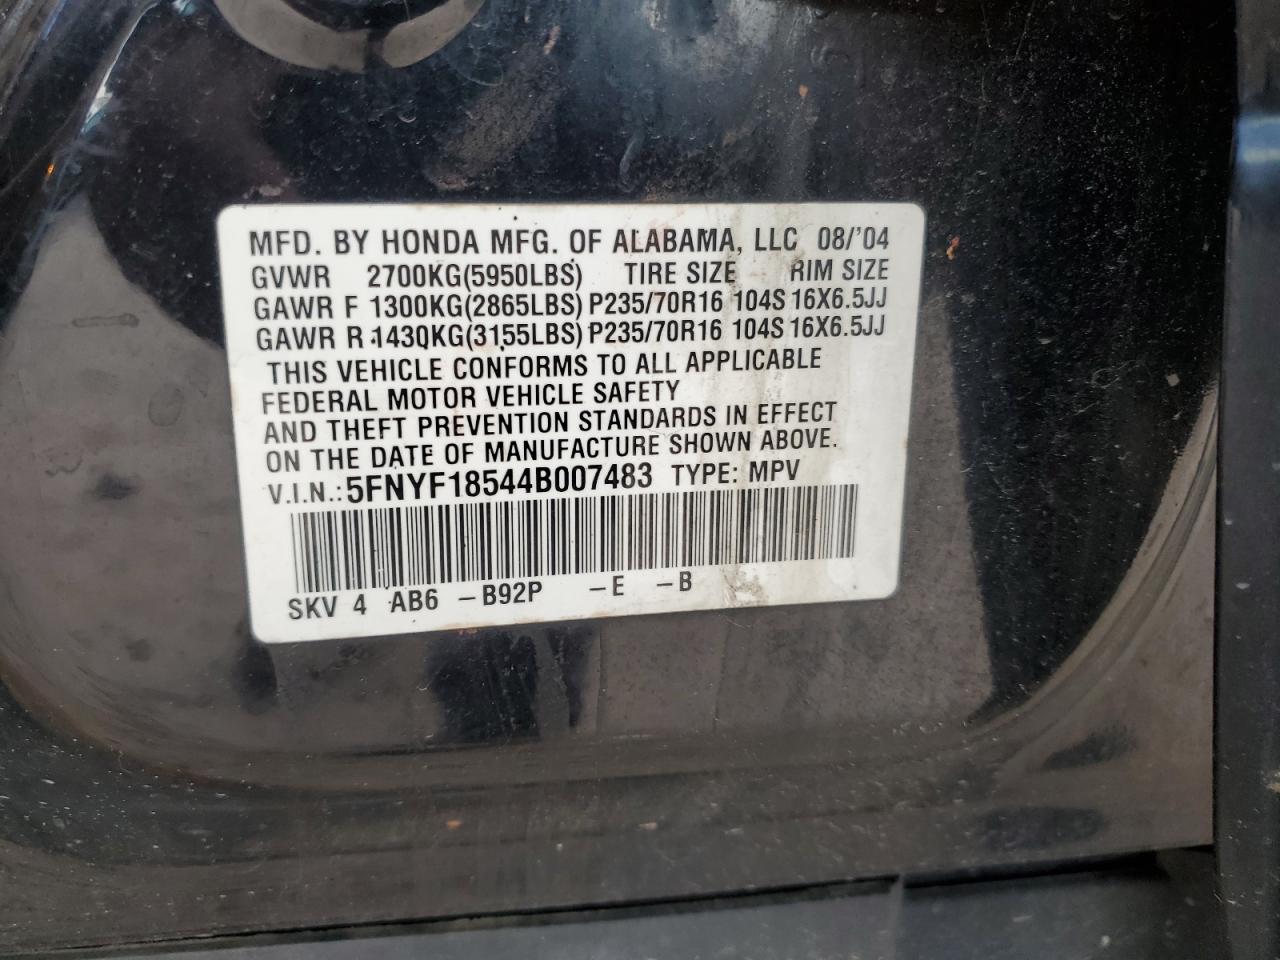 MFD. BY HONDA MFG. OF ALABAMA, LLC 08/'04
GVWR 2700KG(5950LBS) TIRE SIZE RIM SIZE
GAWR F 1300KG(2865LBS) P235/70R16 104S 16X6.5JJ
GAWR R 1430KG(3155LBS) P235/70R16 104S 16X6.5JJ
THIS VEHICLE CONFORMS TO ALL APPLICABLE
FEDERAL MOTOR VEHICLE SAFETY
AND THEFT PREVENTION STANDARDS IN EFFECT
ON THE DATE OF MANUFACTURE SHOWN ABOVE.
V.I.N.: 5FNYF18544B007483 TYPE: MPV
SKV 4 AB6 -B92P -E -B